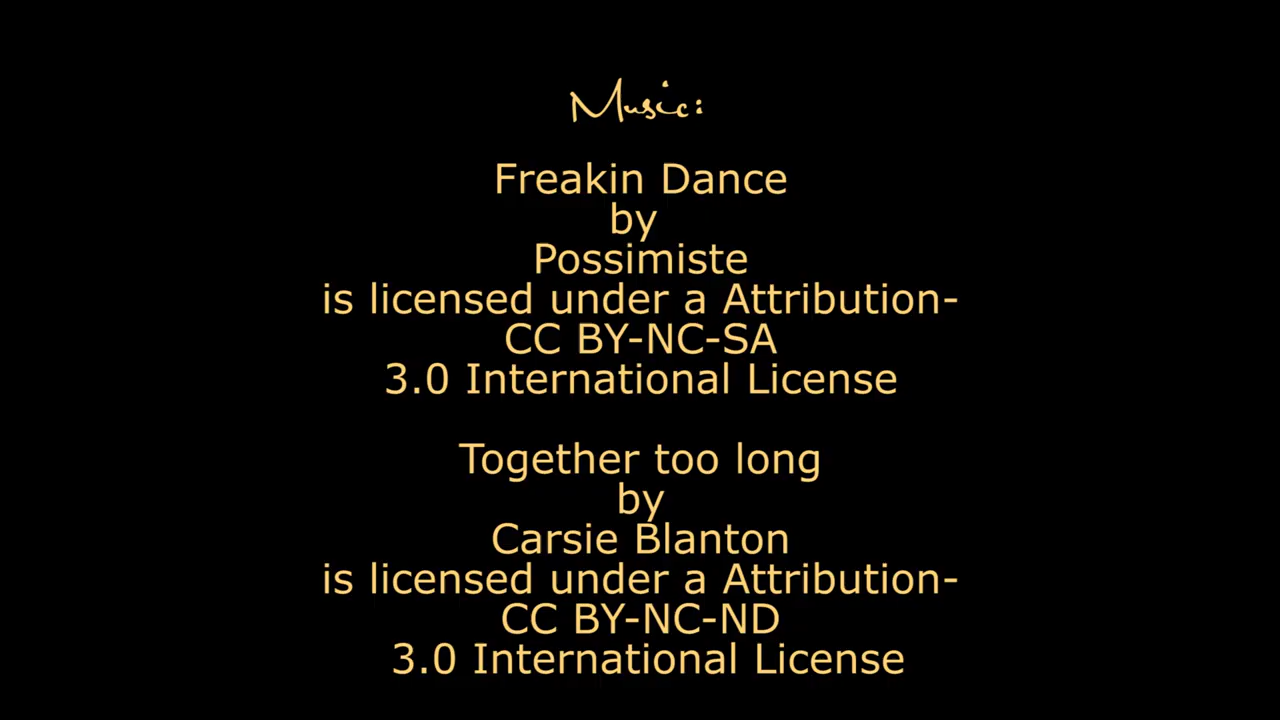 Music:
Freakin Dance
by
Possimiste
is licensed under a Attribution-
CC BY-NC-SA
3.0 International License
Together too long
by
Carsie Blanton
is licensed under a Attribution-
CC BY-NC-ND
3.0 International License